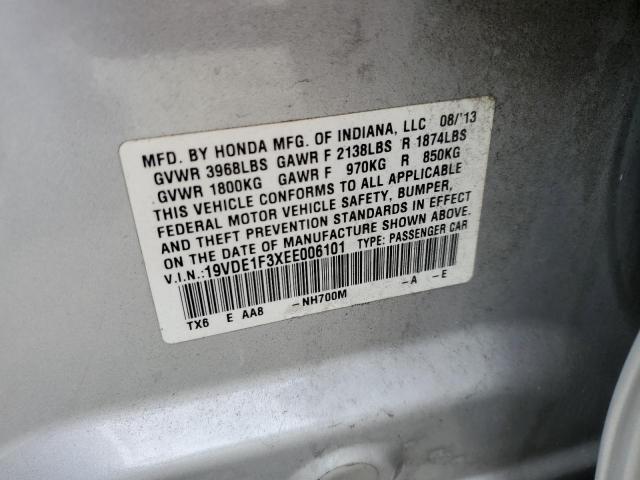 MFD. BY HONDA MFG. OF INDIANA, LLC 08/'13
GVWR 3968LBS GAWR F 2138LBS R 1874LBS
GVWR 1800KG GAWR F 970KG R 850KG
THIS VEHICLE CONFORMS TO ALL APPLICABLE
FEDERAL MOTOR VEHICLE SAFETY, BUMPER,
AND THEFT PREVENTION STANDARDS IN EFFECT
ON THE DATE OF MANUFACTURE SHOWN ABOVE.
V.I.N.:19VDE1F3XEE006101 TYPE: PASSENGER CAR
TX6 E AA8 -NH700M -A -E